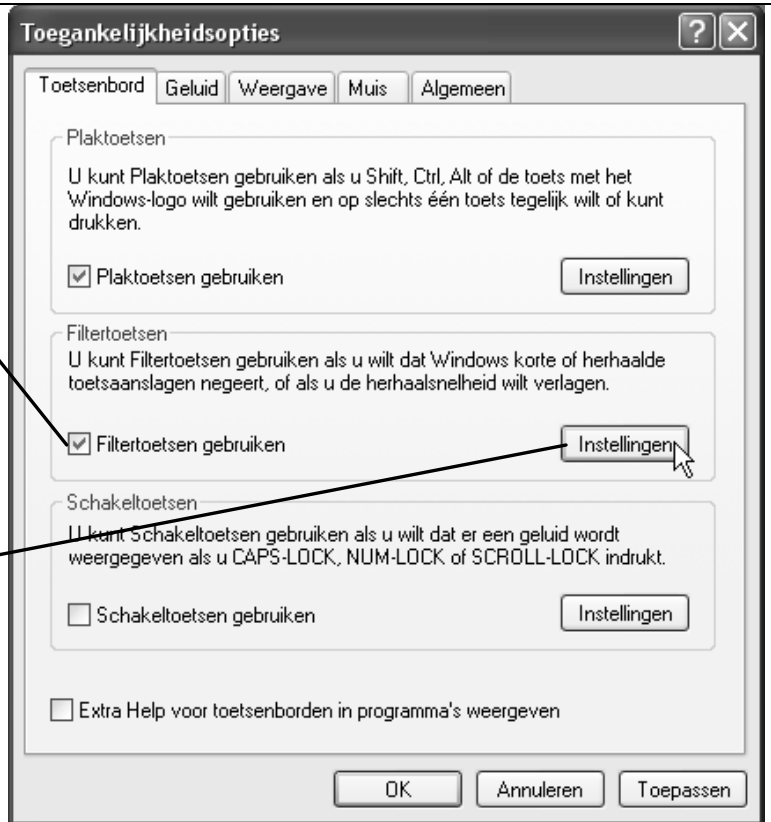 Toegankelijkheidsopties
Toetsenbord Geluid Weergave Muis Algemeen
Plaktoetsen
U kunt Plaktoetsen gebruiken als u Shift, Ctrl, Alt of de toets met het
Windows-logo wilt gebruiken en op slechts één toets tegelijk wilt of kunt
drukken.
Plaktoetsen gebruiken Instellingen
Filtertoetsen
U kunt Filtertoetsen gebruiken als u wilt dat Windows korte of herhaalde
toetsaanslagen negeert, of als u de herhaalsnelheid wilt verlagen.
Filtertoetsen gebruiken Instellingen
Schakeltoetsen
U kunt Schakeltoetsen gebruiken als u wilt dat er een geluid wordt
weergegeven als u CAPS-LOCK, NUM-LOCK of SCROLL-LOCK indrukt.
Schakeltoetsen gebruiken Instellingen
Extra Help voor toetsenborden in programma's weergeven
OK Annuleren Toepassen